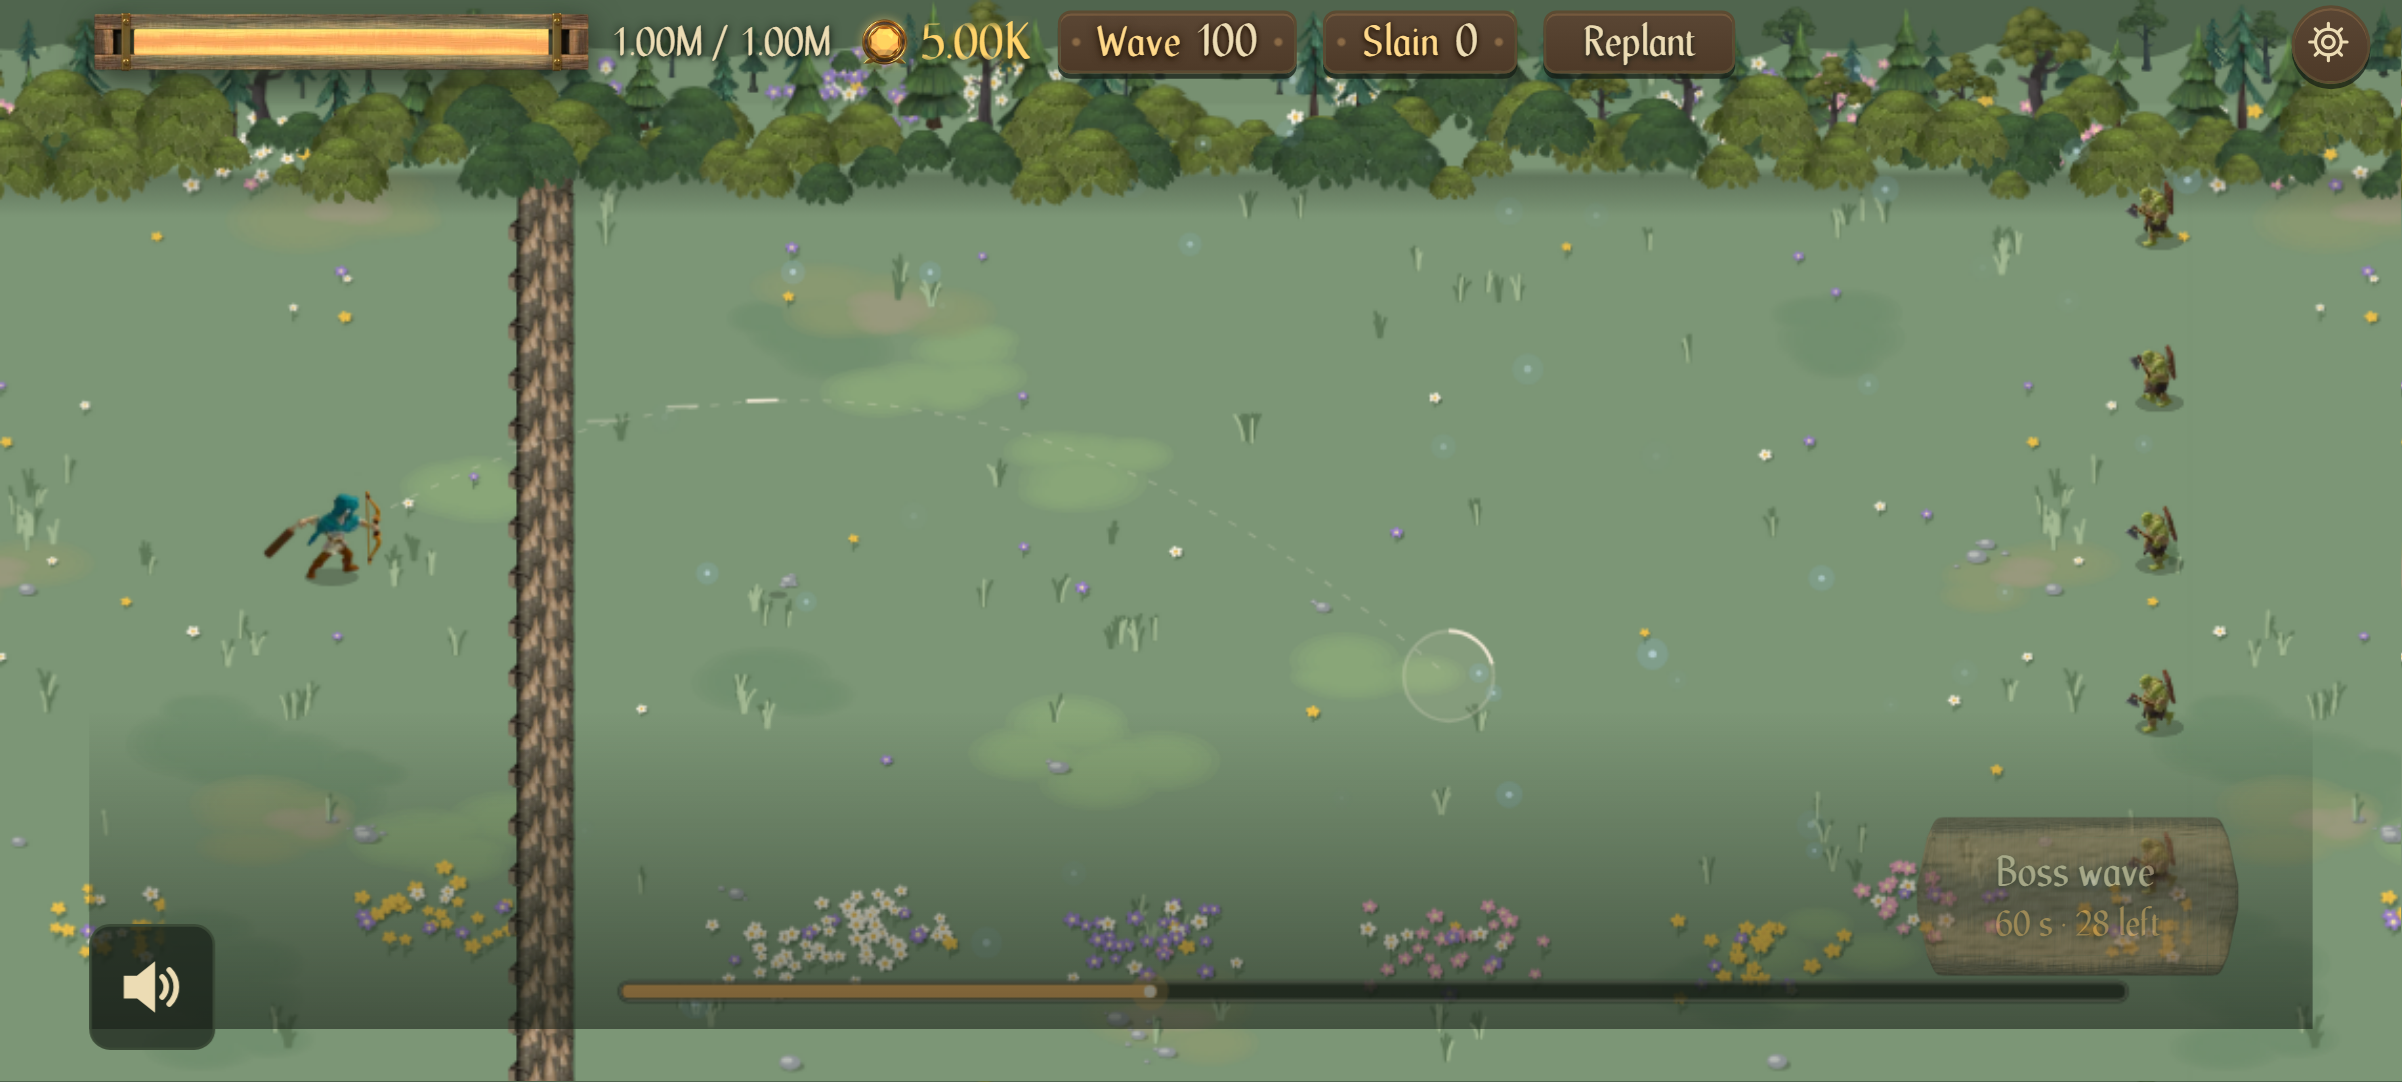 1.00M / 1.00M
5.00K
Wave 100
Slain 0
Replant
Boss wave
60 s · 28 left